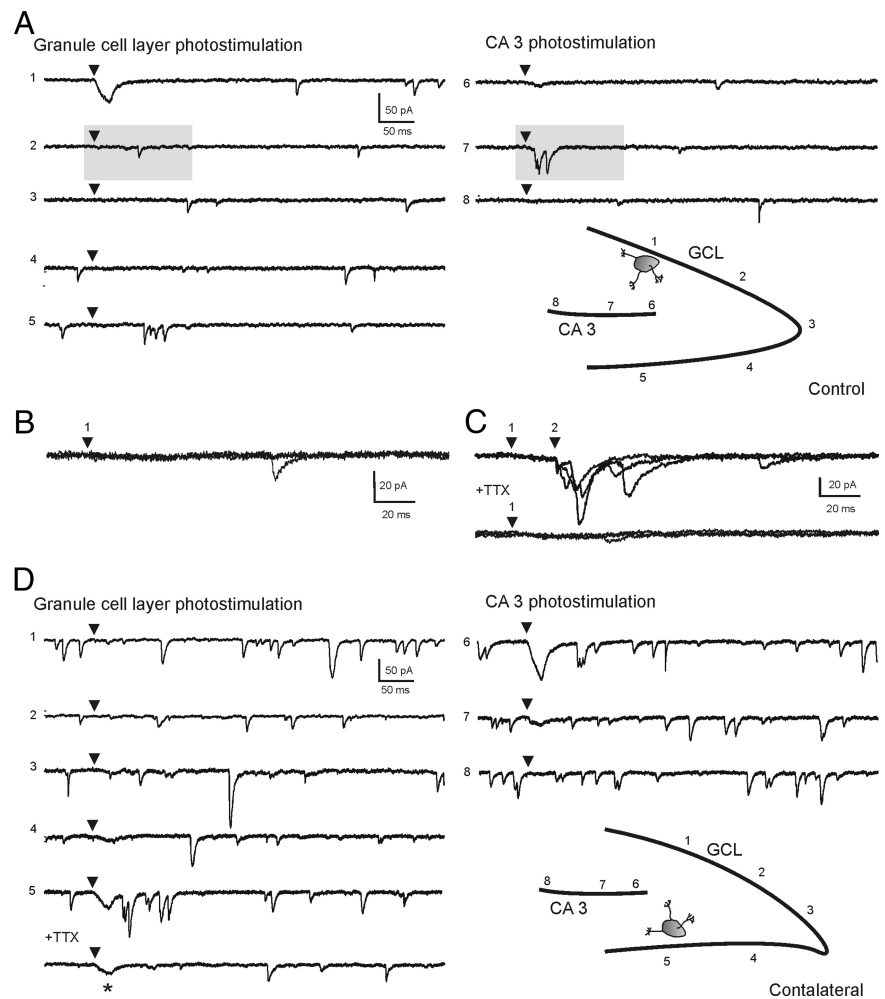 A
Granule cell layer photostimulation
CA 3 photostimulation
1
50 pA
50 ms
2
3
4
5
6
7
8
1
GCL
2
8 7 6
CA 3
3
4
5
Control
B
1
20 pA
20 ms
C
1 2
+TTX
1
20 pA
20 ms
D
Granule cell layer photostimulation
CA 3 photostimulation
1
50 pA
50 ms
2
3
4
5
+TTX
*
6
7
8
1
GCL
2
8 7 6
CA 3
3
5 4
Contalateral